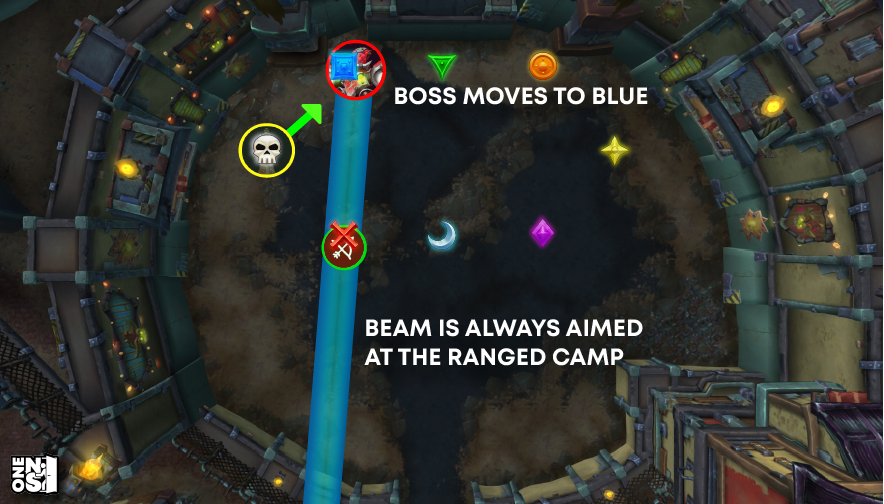 BOSS MOVES TO BLUE
BEAM IS ALWAYS AIMED
AT THE RANGED CAMP